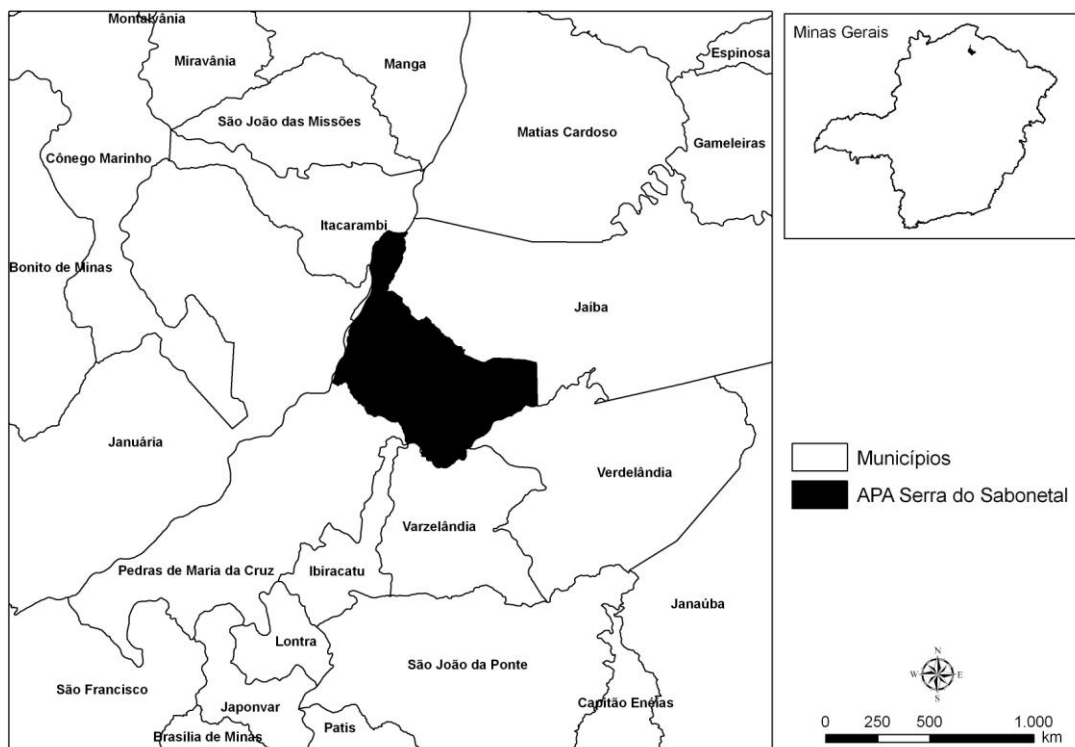 Montalvânia
Miravânia
Manga
Espinosa
São João das Missões
Matias Cardoso
Gameleiras
Cônego Marinho
Itacarambi
Bonito de Minas
Jaíba
Januária
Verdelândia
Varzelândia
Pedras de Maria da Cruz
Ibiracatu
Janaúba
Lontra
São João da Ponte
São Francisco
Japonvar
Capitão Enéias
Brasília de Minas
Patis
Minas Gerais
Municípios
APA Serra do Sabonetal
N
W E
S
0 250 500 1.000
km